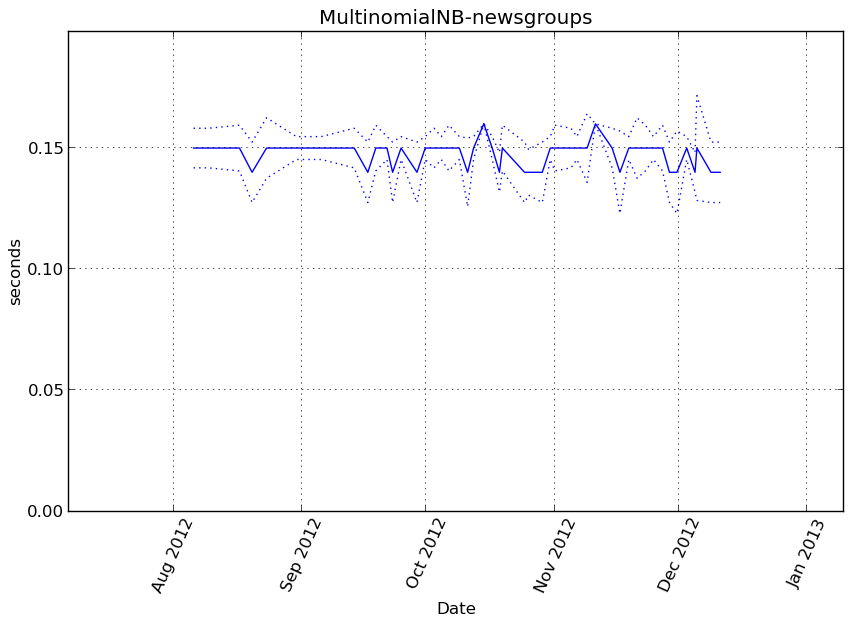 MultinomialNB-newsgroups
0.15
0.10
0.05
0.00
seconds
Aug 2012
Sep 2012
Oct 2012
Nov 2012
Dec 2012
Jan 2013
Date